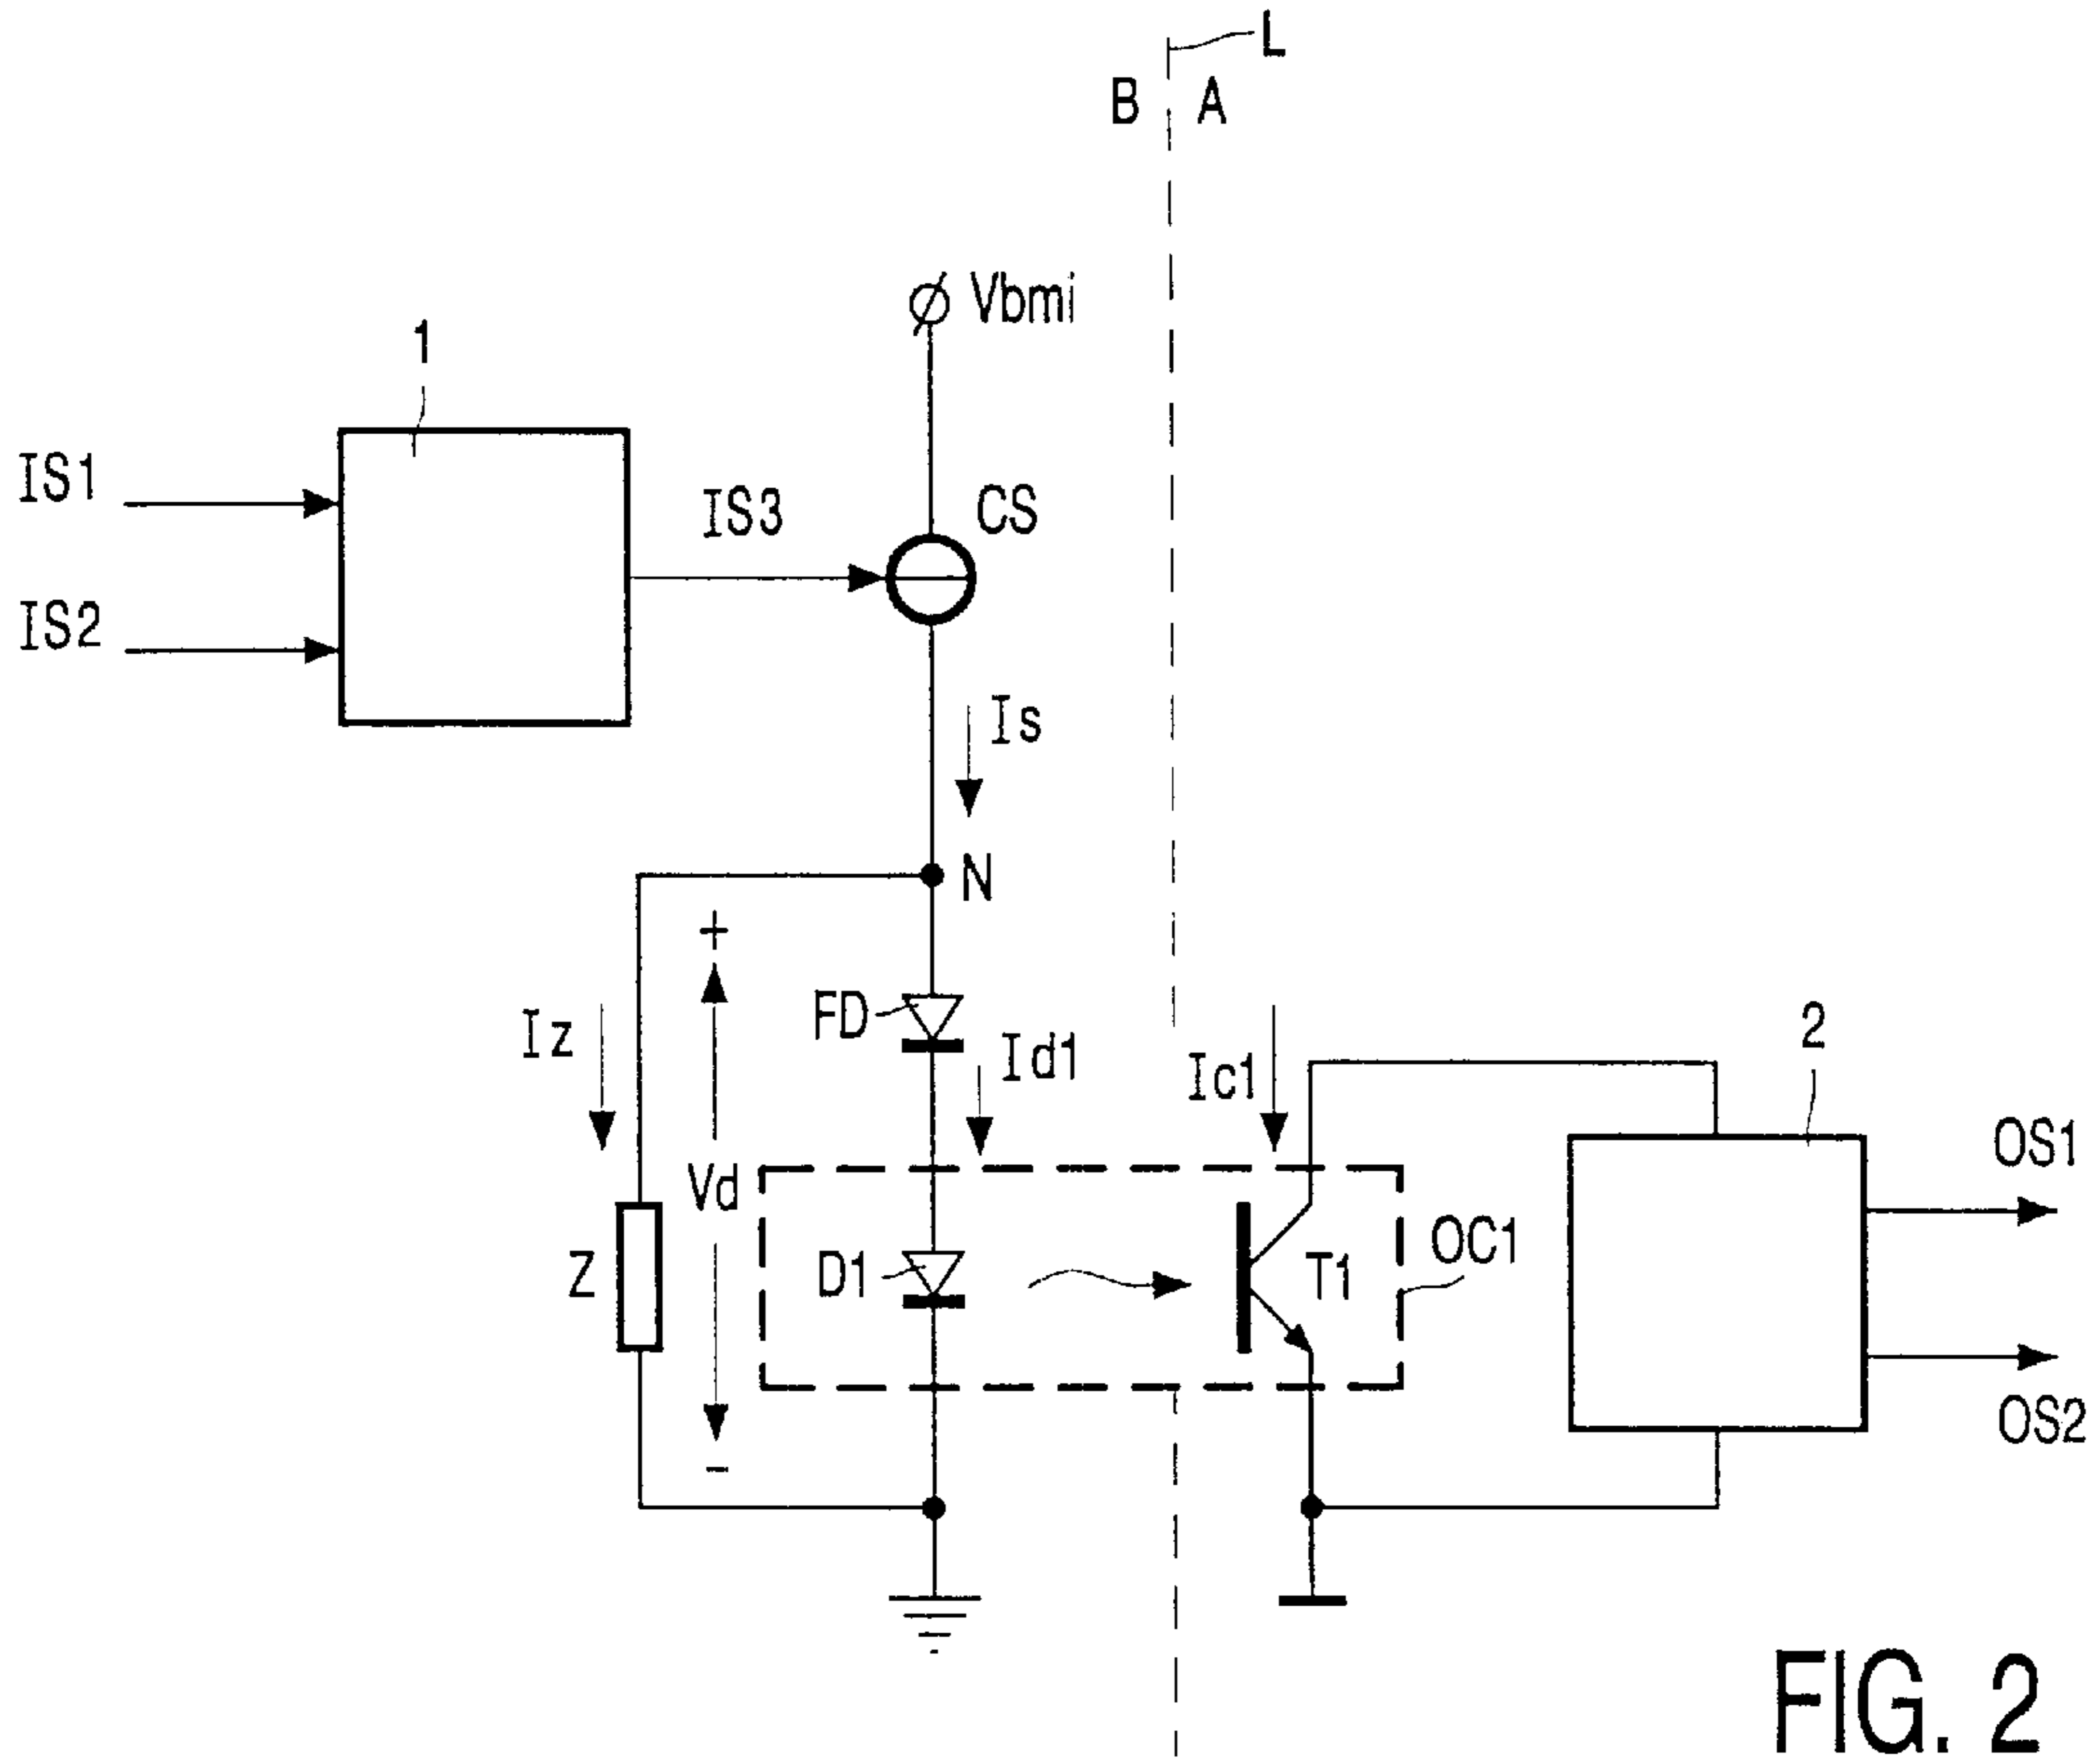 L
B A
Vbmi
1
IS1
IS3
CS
IS2
Is
N
+
FD
Iz
Id1
Ic1
2
OS1
Vd
OC1
Z
D1
T1
OS2
-
FIG. 2